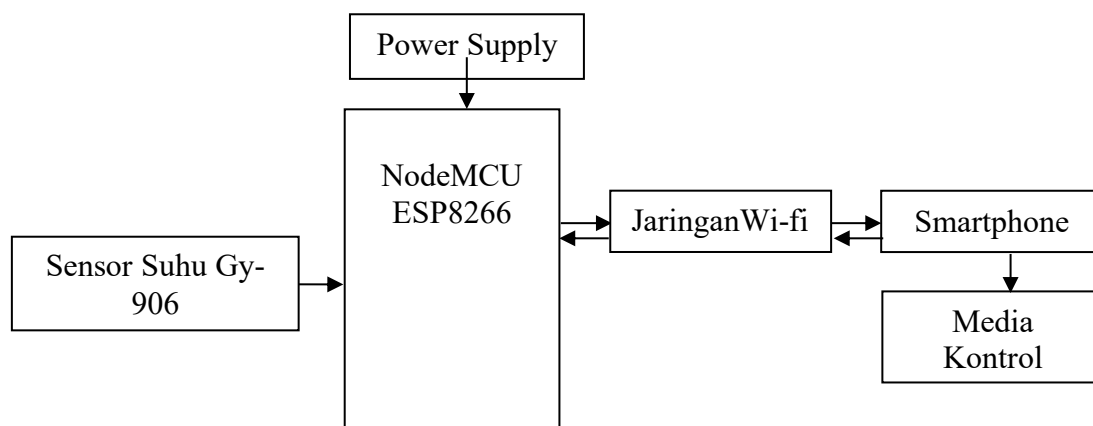 Power Supply
NodeMCU
ESP8266
JaringanWi-fi
Smartphone
Sensor Suhu Gy-
906
Media
Kontrol